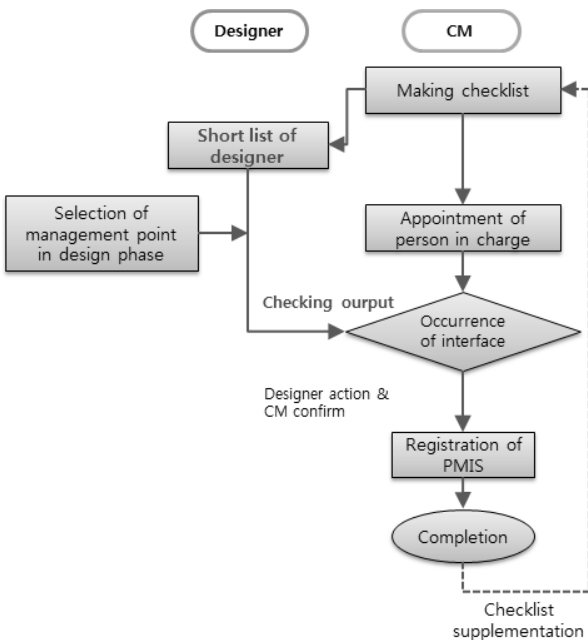 Designer
CM
Making checklist
Short list of
designer
Selection of
management point
in design phase
Appointment of
person in charge
Checking ourput
Occurrence
of interface
Designer action &
CM confirm
Registration of
PMIS
Completion
Checklist
supplementation